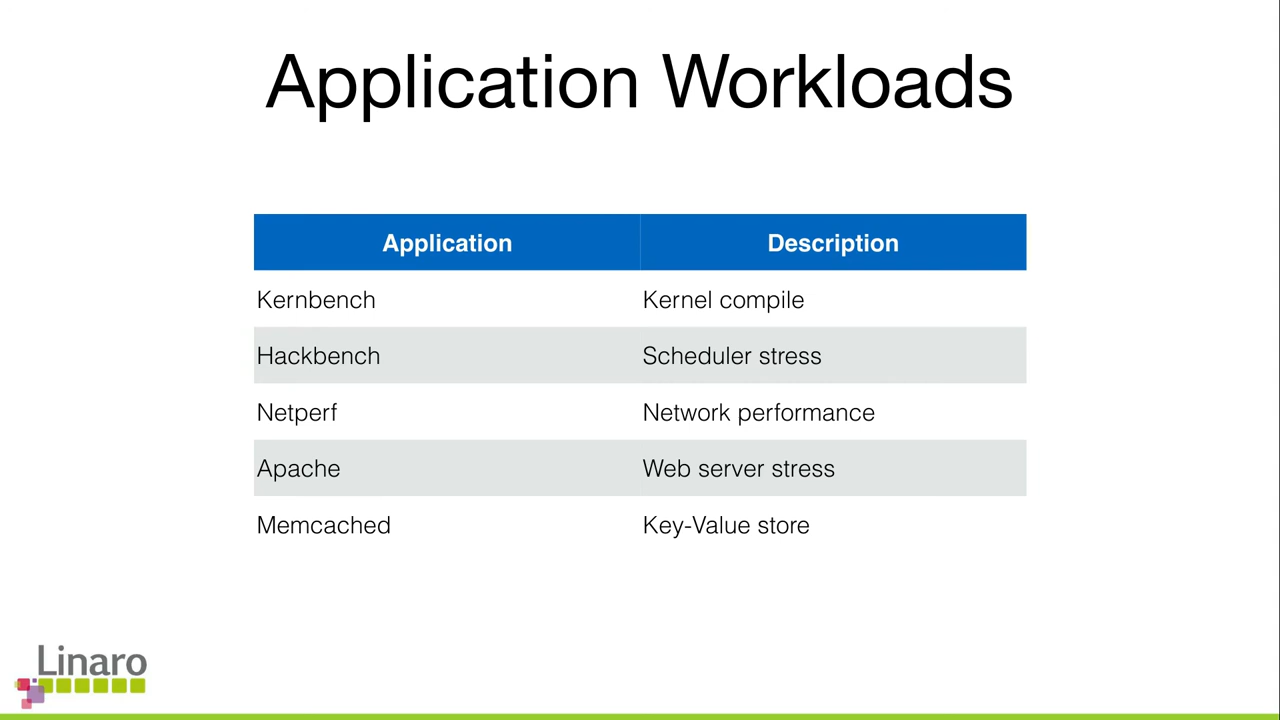 Application Workloads
Application Description
Kernbench Kernel compile
Hackbench Scheduler stress
Netperf Network performance
Apache Web server stress
Memcached Key-Value store
Linaro